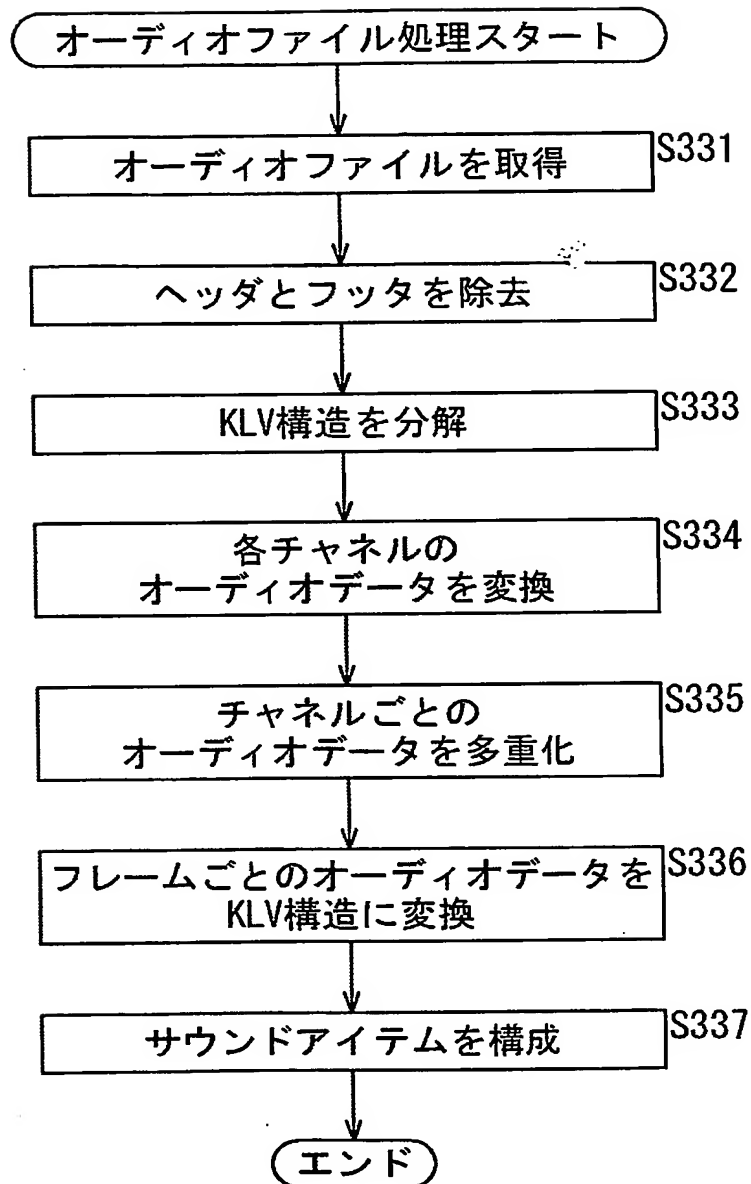 オーディオファイル処理スタート
オーディオファイルを取得
S331
ヘッダとフッタを除去
S332
KLV構造を分解
S333
各チャネルの
オーディオデータを変換
S334
チャネルごとの
オーディオデータを多重化
S335
フレームごとのオーディオデータを
KLV構造に変換
S336
サウンドアイテムを構成
S337
エンド